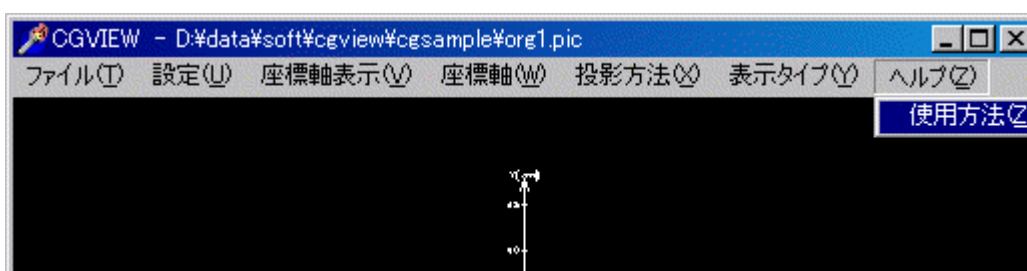 CGVIEW - D:¥data¥soft¥cgview¥cgsample¥org1.pic
ファイル(T) 設定(U) 座標軸表示(V) 座標軸(W) 投影方法(X) 表示タイプ(Y) ヘルプ(Z)
使用方法(Z